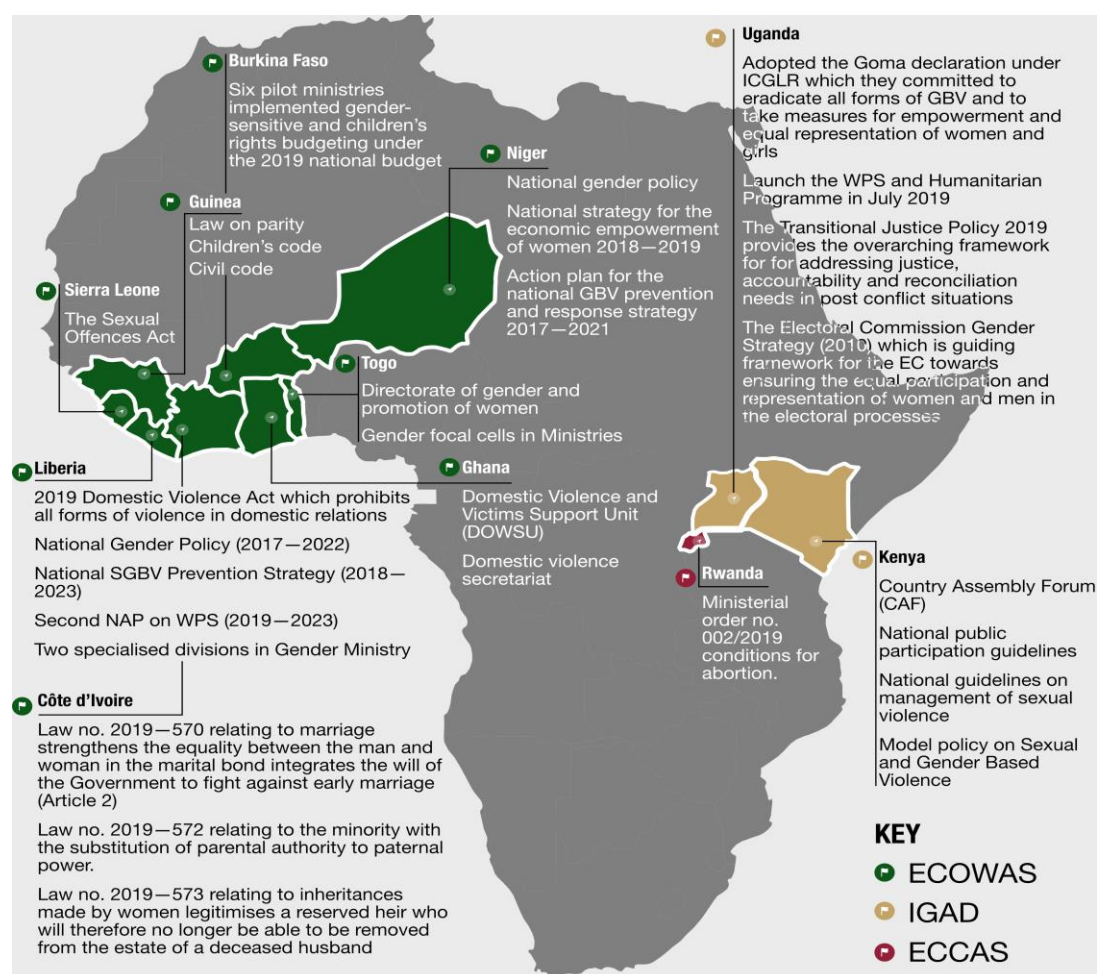 Burkina Faso
Six pilot ministries
implemented gender-
sensitive and children's
rights budgeting under
the 2019 national budget
Guinea
Law on parity
Children's code
Civil code
Sierra Leone
The Sexual
Offences Act
Niger
National gender policy
National strategy for the
economic empowerment
of women 2018—2019
Action plan for the
national GBV prevention
and response strategy
2017—2021
Togo
Directorate of gender and
promotion of women
Gender focal cells in Ministries
Uganda
Adopted the Goma declaration under
ICGLR which they committed to
eradicate all forms of GBV and to
take measures for empowerment and
equal representation of women and
girls
Launch the WPS and Humanitarian
Programme in July 2019
The Transitional Justice Policy 2019
provides the overarching framework
for for addressing justice,
accountability and reconciliation
needs in post conflict situations
The Electoral Commission Gender
Strategy (2010) which is guiding
framework for the EC towards
ensuring the equal participation and
representation of women and men in
the electoral processes
Liberia
2019 Domestic Violence Act which prohibits
all forms of violence in domestic relations
National Gender Policy (2017—2022)
National SGBV Prevention Strategy (2018—
2023)
Second NAP on WPS (2019—2023)
Two specialised divisions in Gender Ministry
Ghana
Domestic Violence and
Victims Support Unit
(DOWSU)
Domestic violence
secretariat
Rwanda
Ministerial
order no.
002/2019
conditions for
abortion.
Kenya
Country Assembly Forum
(CAF)
National public
participation guidelines
National guidelines on
management of sexual
violence
Model policy on Sexual
and Gender Based
Violence
Côte d'Ivoire
Law no. 2019—570 relating to marriage
strengthens the equality between the man and
woman in the marital bond integrates the will of
the Government to fight against early marriage
(Article 2)
Law no. 2019—572 relating to the minority with
the substitution of parental authority to paternal
power.
Law no. 2019—573 relating to inheritances
made by women legitimises a reserved heir who
will therefore no longer be able to be removed
from the estate of a deceased husband
KEY
ECOWAS
IGAD
ECCAS